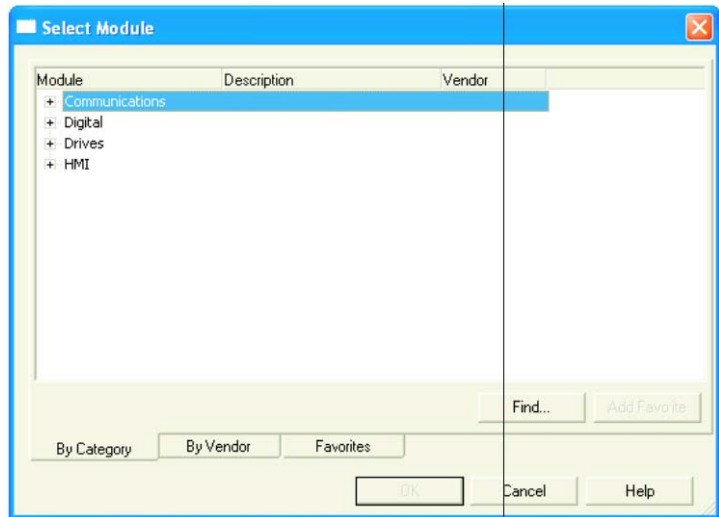 Select Module
Module Description Vendor
Communications
Digital
Drives
HMI
Find... Add Favorite
By Category By Vendor Favorites
OK Cancel Help